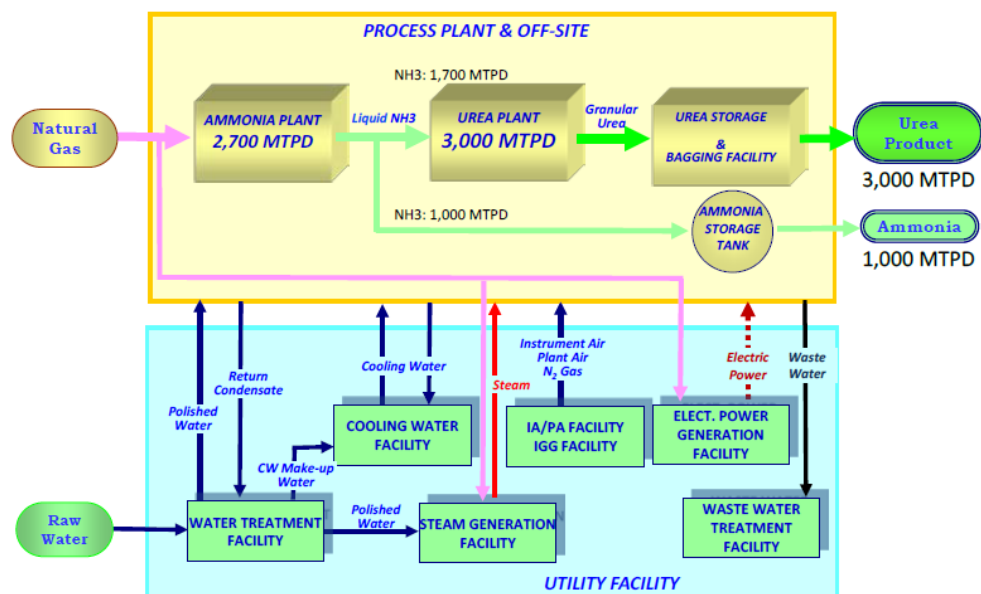 PROCESS PLANT & OFF-SITE
NH3: 1,700 MTPD
Natural
Gas
AMMONIA PLANT
2,700 MTPD
Liquid NH3
UREA PLANT
3,000 MTPD
Granular
Urea
UREA STORAGE
&
BAGGING FACILITY
Urea
Product
3,000 MTPD
NH3: 1,000 MTPD
AMMONIA
STORAGE
TANK
Ammonia
1,000 MTPD
Polished
Water
Return
Condensate
Cooling Water
Steam
Instrument Air
Plant Air
N₂ Gas
Electric
Power
Waste
Water
COOLING WATER
FACILITY
IA/PA FACILITY
IGG FACILITY
ELECT. POWER
GENERATION
FACILITY
CW Make-up
Water
Raw
Water
WATER TREATMENT
FACILITY
Polished
Water
STEAM GENERATION
FACILITY
WASTE WATER
TREATMENT
FACILITY
UTILITY FACILITY